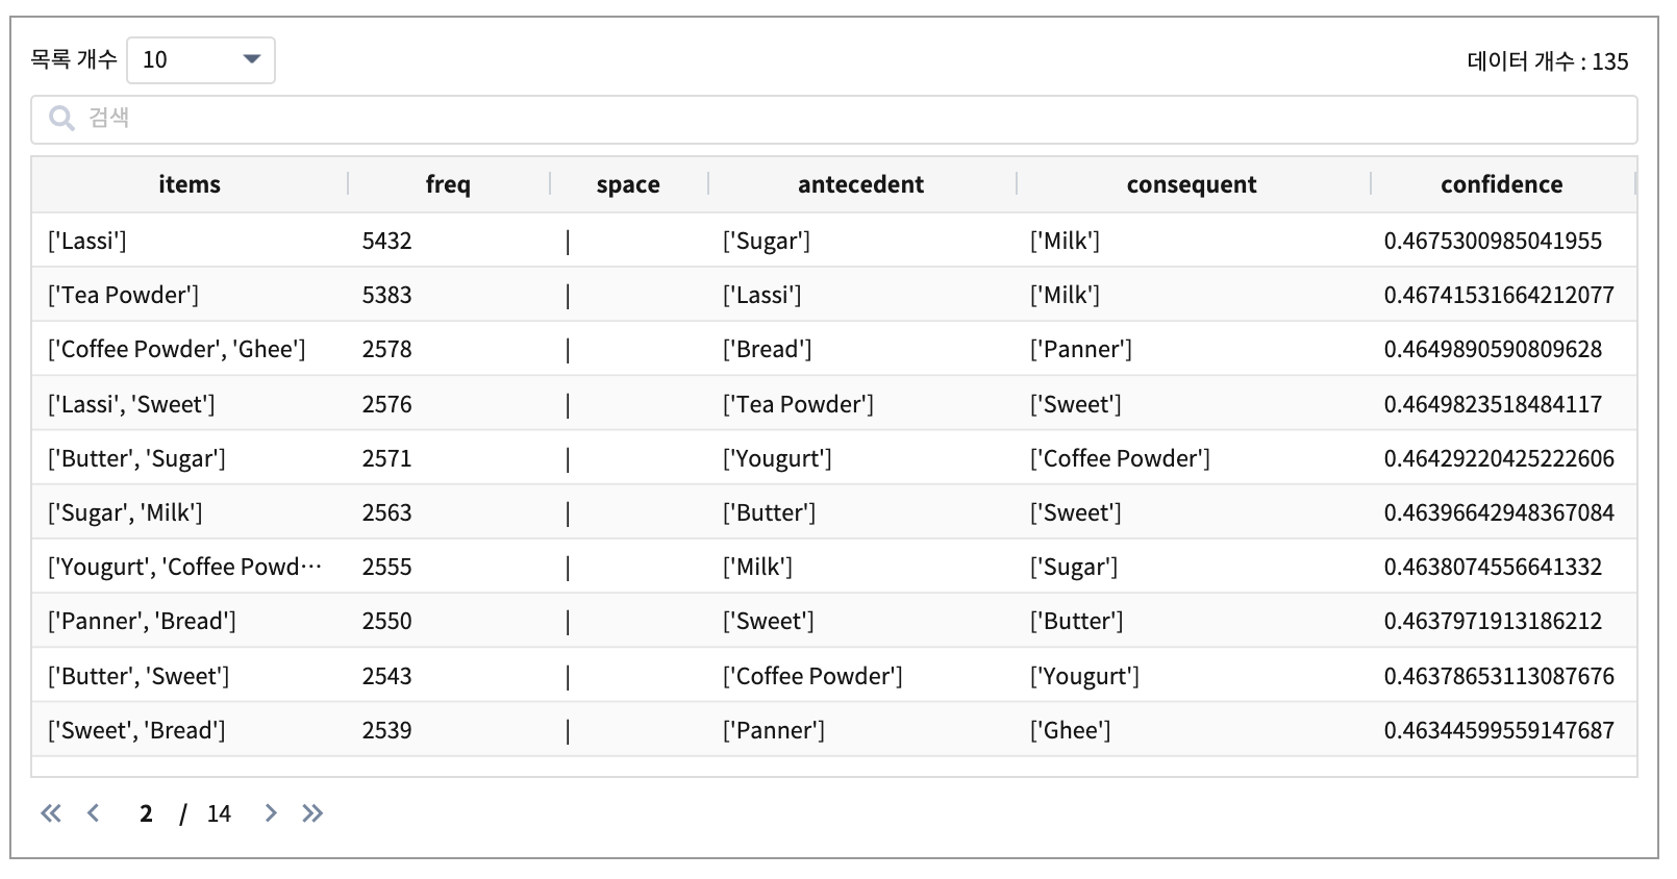 목록 개수 10 데이터 개수 : 135
검색
items freq space antecedent consequent confidence
['Lassi'] 5432 | ['Sugar'] ['Milk'] 0.4675300985041955
['Tea Powder'] 5383 | ['Lassi'] ['Milk'] 0.46741531664212077
['Coffee Powder', 'Ghee'] 2578 | ['Bread'] ['Panner'] 0.4649890590809628
['Lassi', 'Sweet'] 2576 | ['Tea Powder'] ['Sweet'] 0.4649823518484117
['Butter', 'Sugar'] 2571 | ['Yougurt'] ['Coffee Powder'] 0.46429220425222606
['Sugar', 'Milk'] 2563 | ['Butter'] ['Sweet'] 0.46396642948367084
['Yougurt', 'Coffee Powd⋯ 2555 | ['Milk'] ['Sugar'] 0.4638074556641332
['Panner', 'Bread'] 2550 | ['Sweet'] ['Butter'] 0.4637971913186212
['Butter', 'Sweet'] 2543 | ['Coffee Powder'] ['Yougurt'] 0.46378653113087676
['Sweet', 'Bread'] 2539 | ['Panner'] ['Ghee'] 0.46344599559147687
2 / 14